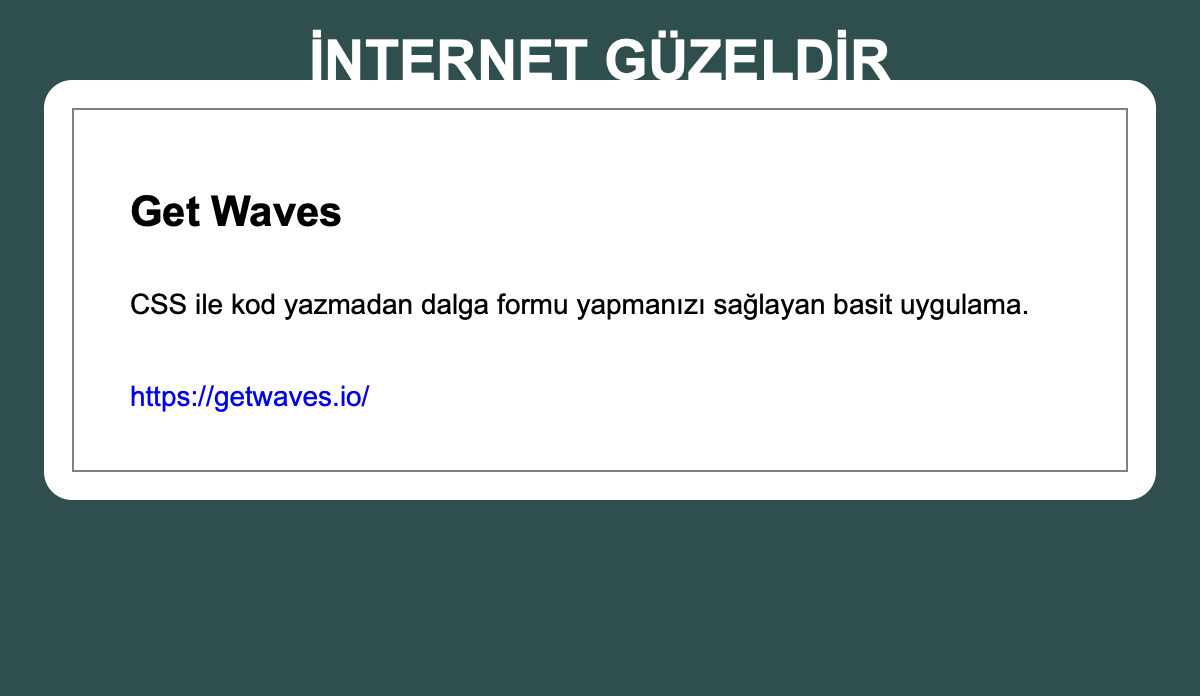 İNTERNET GÜZELDİR
Get Waves
CSS ile kod yazmadan dalga formu yapmanızı sağlayan basit uygulama.
https://getwaves.io/